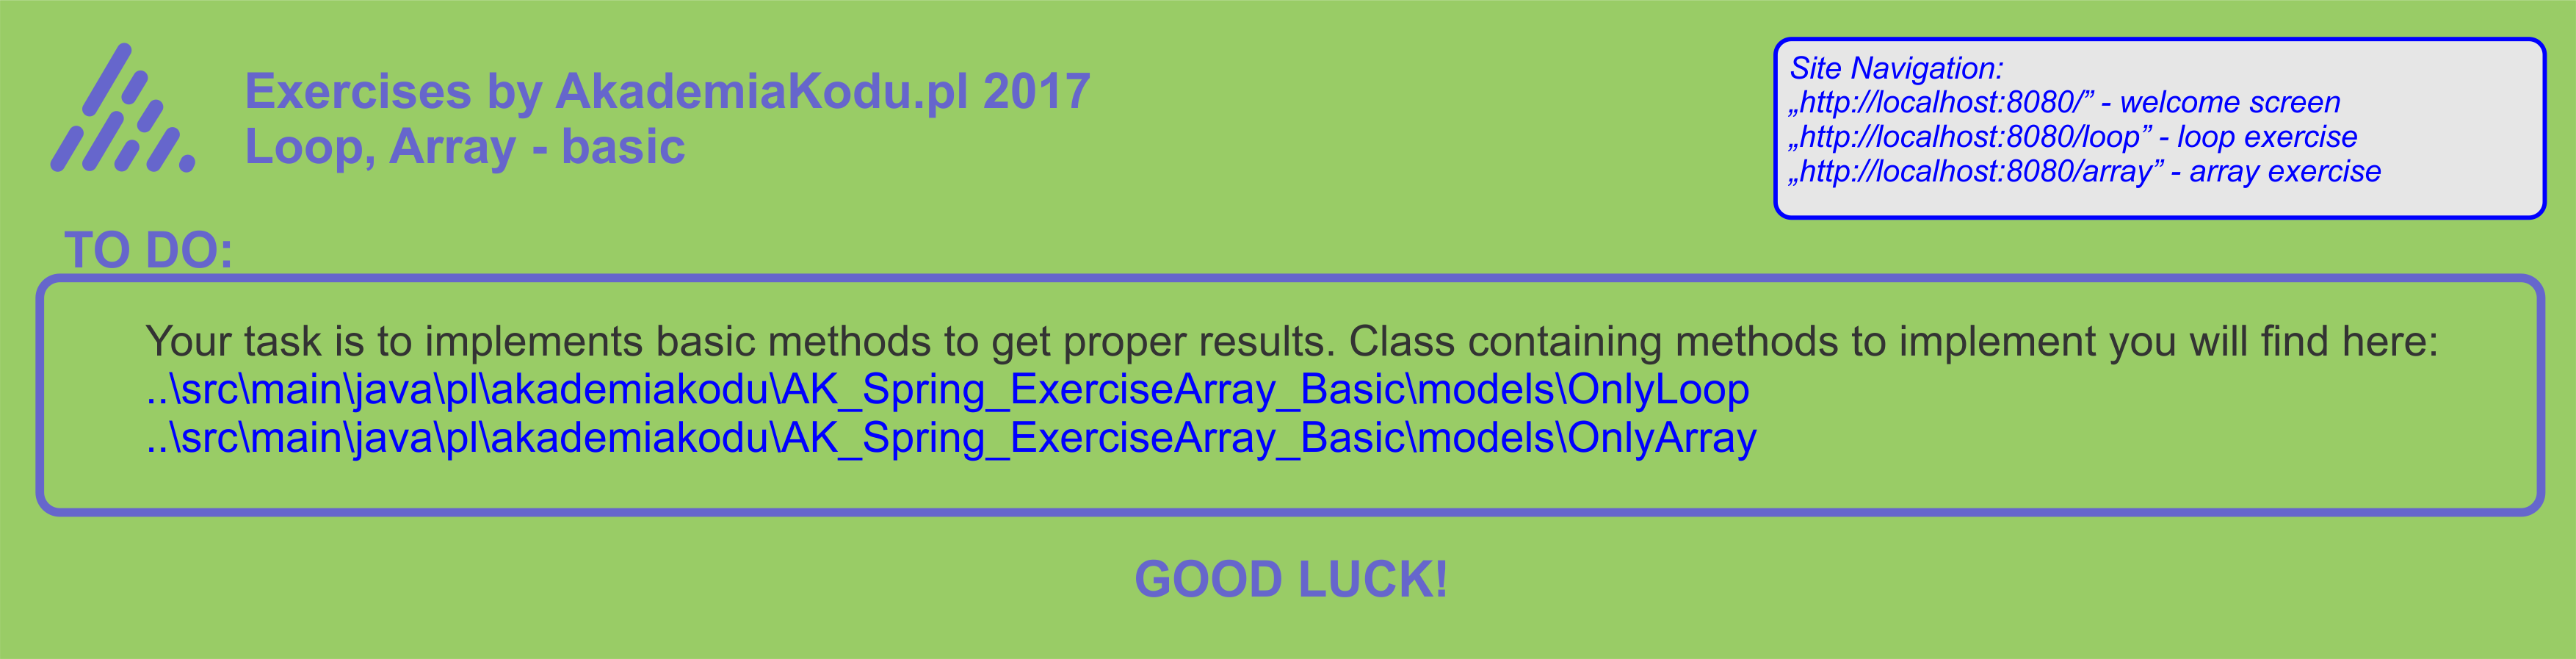 Exercises by AkademiaKodu.pl 2017
Loop, Array - basic
Site Navigation:
„http://localhost:8080/” - welcome screen
„http://localhost:8080/loop” - loop exercise
„http://localhost:8080/array” - array exercise
TO DO:
Your task is to implements basic methods to get proper results. Class containing methods to implement you will find here:
..\src\main\java\pl\akademiakodu\AK_Spring_ExerciseArray_Basic\models\OnlyLoop
..\src\main\java\pl\akademiakodu\AK_Spring_ExerciseArray_Basic\models\OnlyArray
GOOD LUCK!